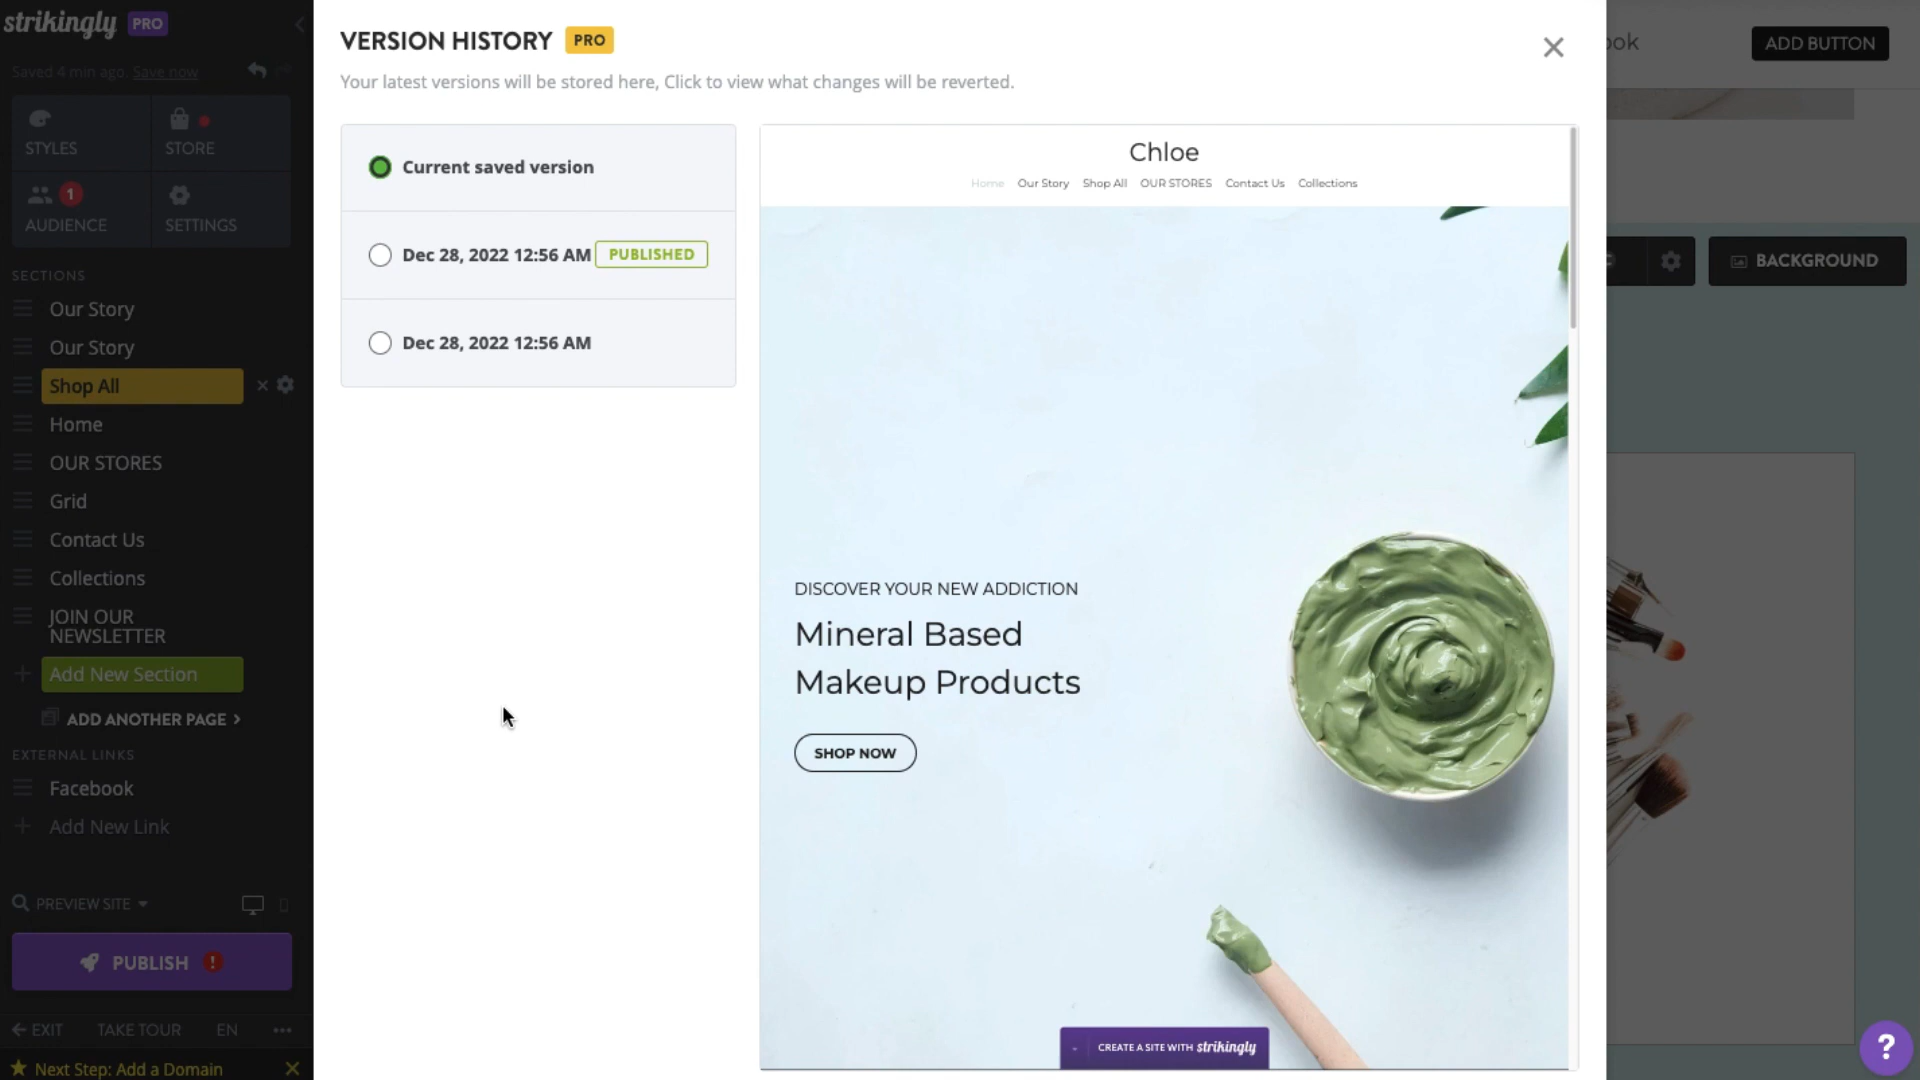 strikingly PRO
Saved 4 min ago. Save now
STYLES
STORE
1
AUDIENCE
SETTINGS
SECTIONS
Our Story
Our Story
Shop All
Home
OUR STORES
Grid
Contact Us
Collections
JOIN OUR
NEWSLETTER
Add New Section
ADD ANOTHER PAGE >
EXTERNAL LINKS
Facebook
Add New Link
PREVIEW SITE
PUBLISH !
EXIT TAKE TOUR EN •••
Next Step: Add a Domain
VERSION HISTORY PRO
Your latest versions will be stored here, Click to view what changes will be reverted.
Current saved version
Dec 28, 2022 12:56 AM PUBLISHED
Dec 28, 2022 12:56 AM
Chloe
Home Our Story Shop All OUR STORES Contact Us Collections
DISCOVER YOUR NEW ADDICTION
Mineral Based
Makeup Products
SHOP NOW
CREATE A SITE WITH strikingly
ook
ADD BUTTON
BACKGROUND
?